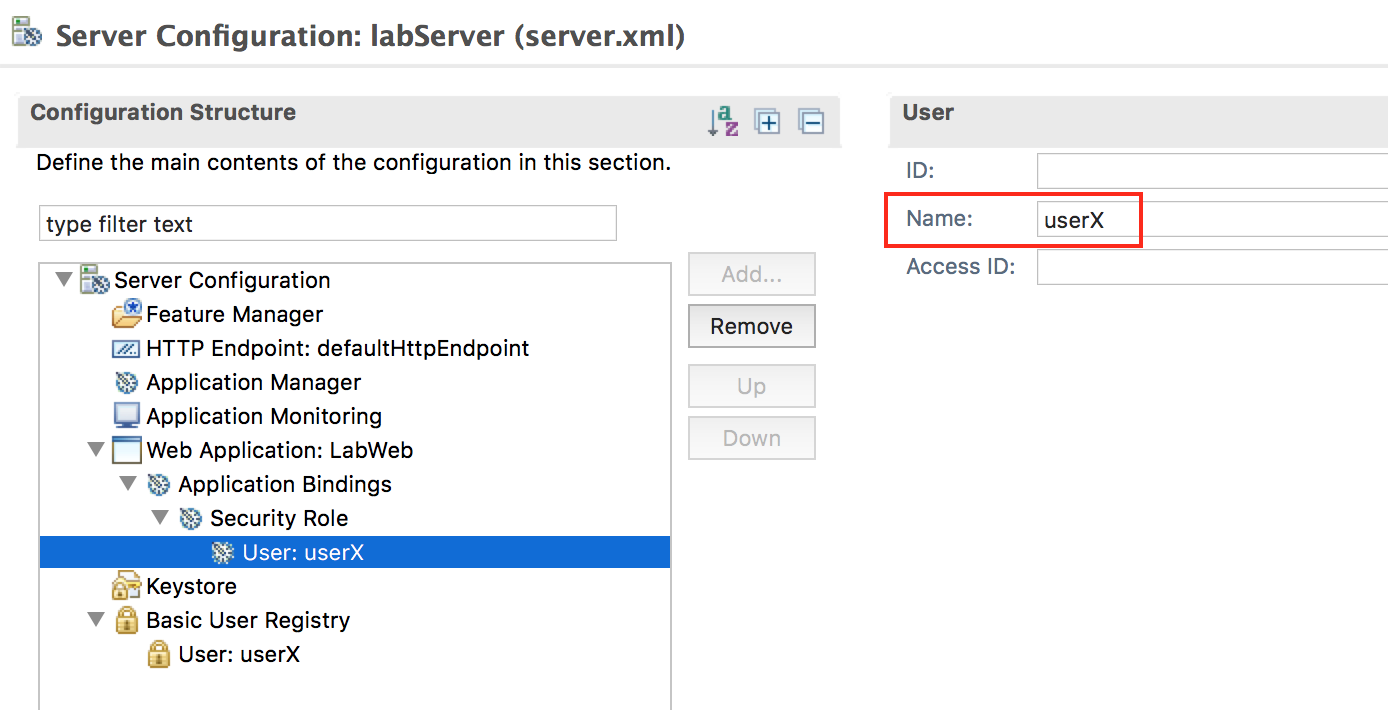 Server Configuration: labServer (server.xml)
Configuration Structure
a
z
Define the main contents of the configuration in this section.
type filter text
Server Configuration
Feature Manager
HTTP Endpoint: defaultHttpEndpoint
Application Manager
Application Monitoring
Web Application: LabWeb
Application Bindings
Security Role
User: userX
Keystore
Basic User Registry
User: userX
Add...
Remove
Up
Down
User
ID:
Name: userX
Access ID: